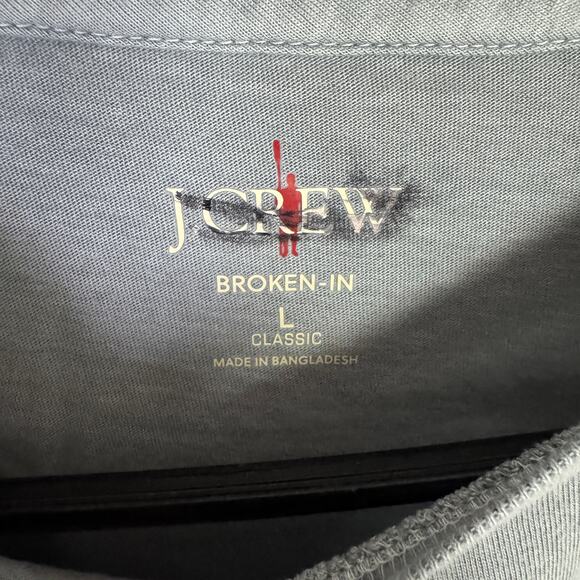 J.CREW
BROKEN-IN
L
CLASSIC
MADE IN BANGLADESH